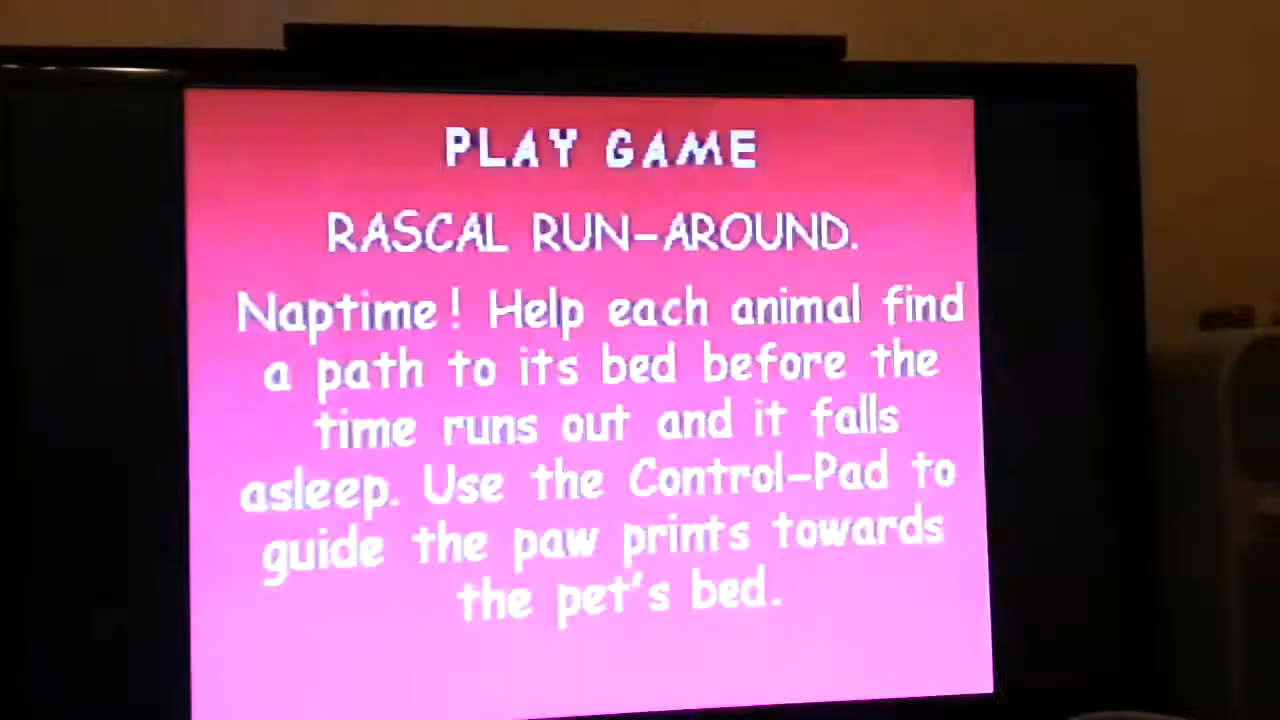 PLAY GAME
RASCAL RUN-AROUND.
Naptime! Help each animal find
a path to its bed before the
time runs out and it falls
asleep. Use the Control-Pad to
guide the paw prints towards
the pet's bed.